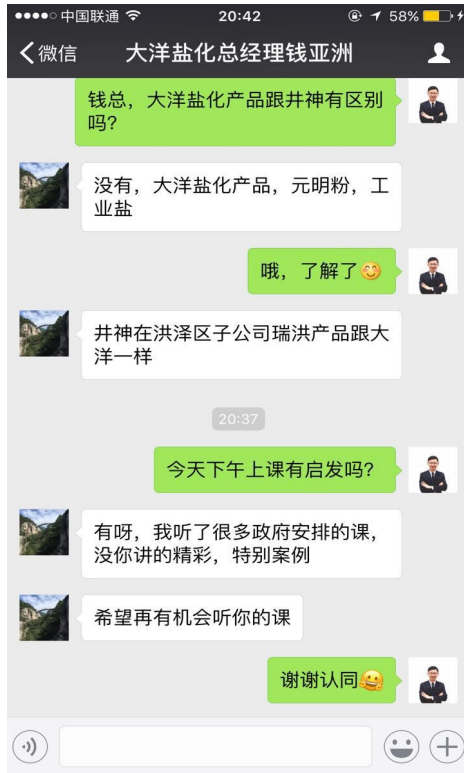 中国联通
20:42
58%
微信
大洋盐化总经理钱亚洲
钱总，大洋盐化产品跟井神有区别
吗？
没有，大洋盐化产品，元明粉，工
业盐
哦，了解了😊
井神在洪泽区子公司瑞洪产品跟大
洋一样
20:37
今天下午上课有启发吗？
有呀，我听了很多政府安排的课，
没你讲的精彩，特别案例
希望再有机会听你的课
谢谢认同🤗